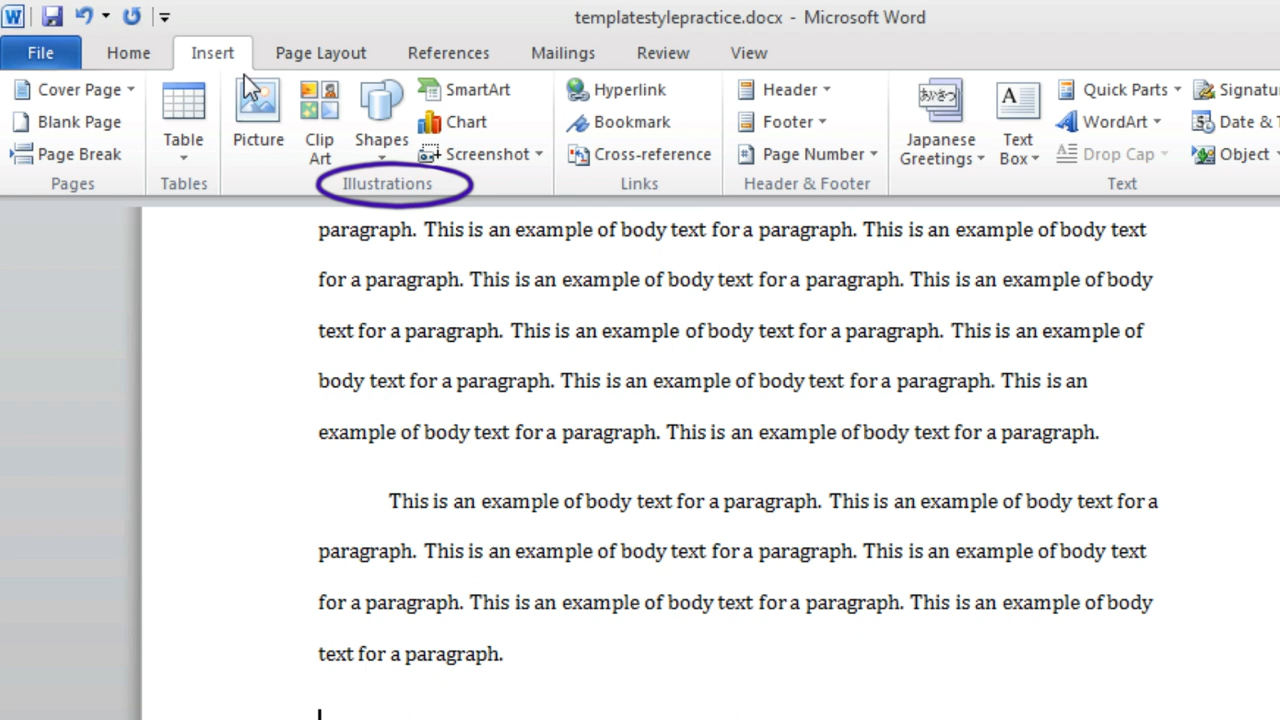 W
templatestylepractice.docx - Microsoft Word
File Home Insert Page Layout References Mailings Review View
Cover Page
Blank Page
Page Break
Pages
Table
Tables
Picture
Clip
Art
Shapes
SmartArt
Chart
Screenshot
Illustrations
Hyperlink
Bookmark
Cross-reference
Links
Header
Footer
Page Number
Header & Footer
あいさつ
Japanese
Greetings
A
Text
Box
Quick Parts
WordArt
Drop Cap
Date &
Object
Text
paragraph. This is an example of body text for a paragraph. This is an example of body text
for a paragraph. This is an example of body text for a paragraph. This is an example of body
text for a paragraph. This is an example of body text for a paragraph. This is an example of
body text for a paragraph. This is an example of body text for a paragraph. This is an
example of body text for a paragraph. This is an example of body text for a paragraph.
This is an example of body text for a paragraph. This is an example of body text for a
paragraph. This is an example of body text for a paragraph. This is an example of body text
for a paragraph. This is an example of body text for a paragraph. This is an example of body
text for a paragraph.